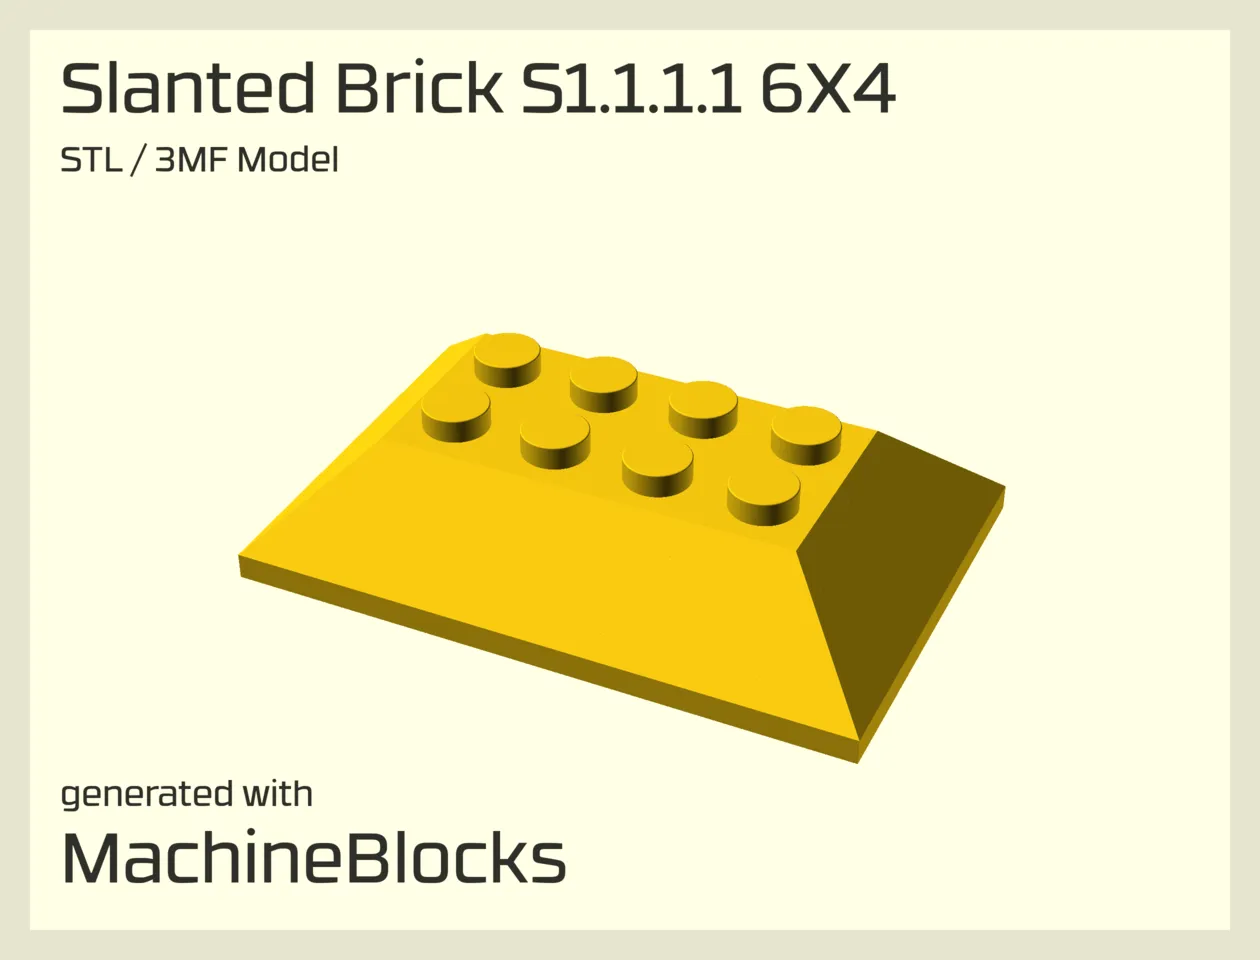 Slanted Brick S1.1.1.1 6X4
STL / 3MF Model
generated with
MachineBlocks